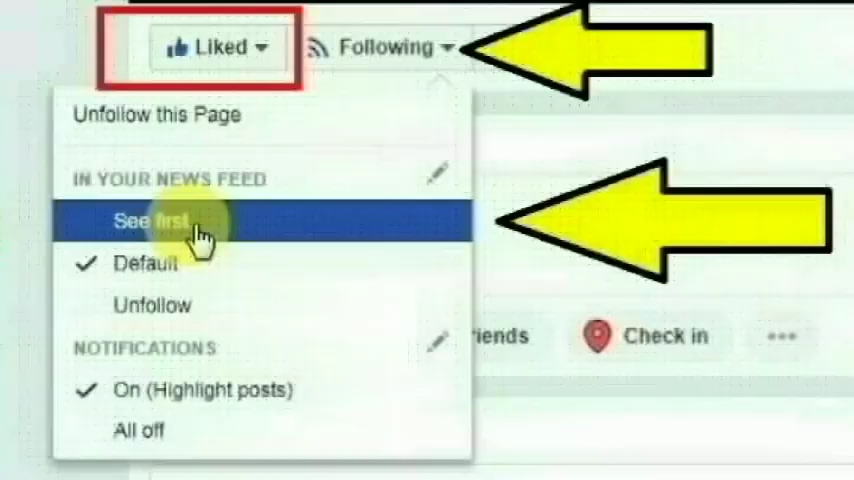 Liked Following
Unfollow this Page
IN YOUR NEWS FEED
See first
Default
Unfollow
riends Check in
NOTIFICATIONS
On (Highlight posts)
All off